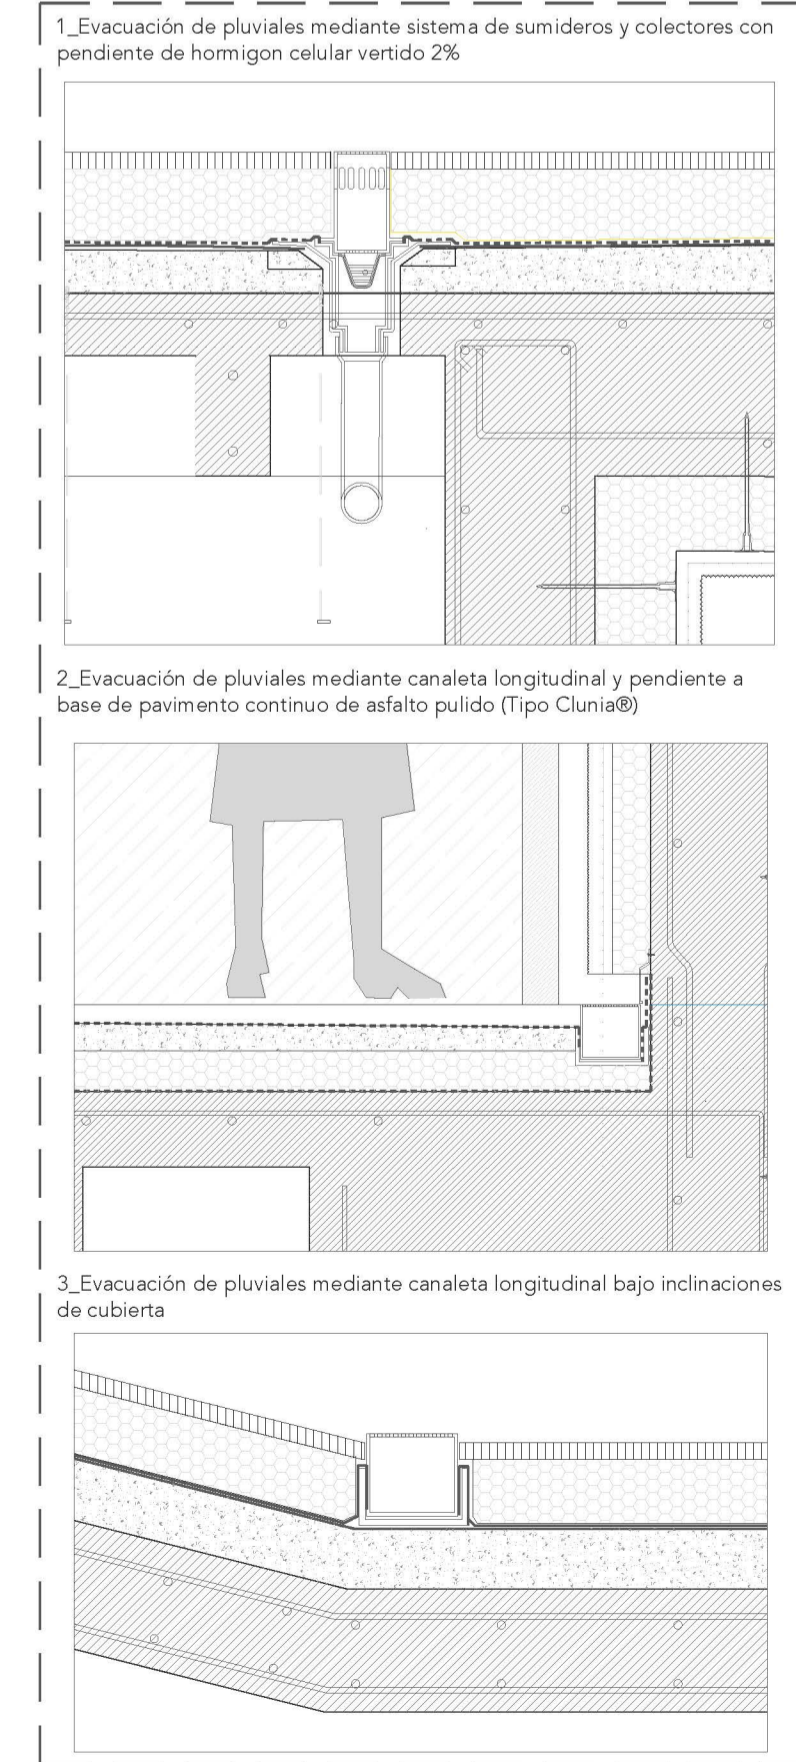 1_Evacuación de pluviales mediante sistema de sumideros y colectores con
pendiente de hormigon celular vertido 2%
2_Evacuación de pluviales mediante canaleta longitudinal y pendiente a
base de pavimento continuo de asfalto pulido (Tipo Clunia®)
3_Evacuación de pluviales mediante canaleta longitudinal bajo inclinaciones
de cubierta